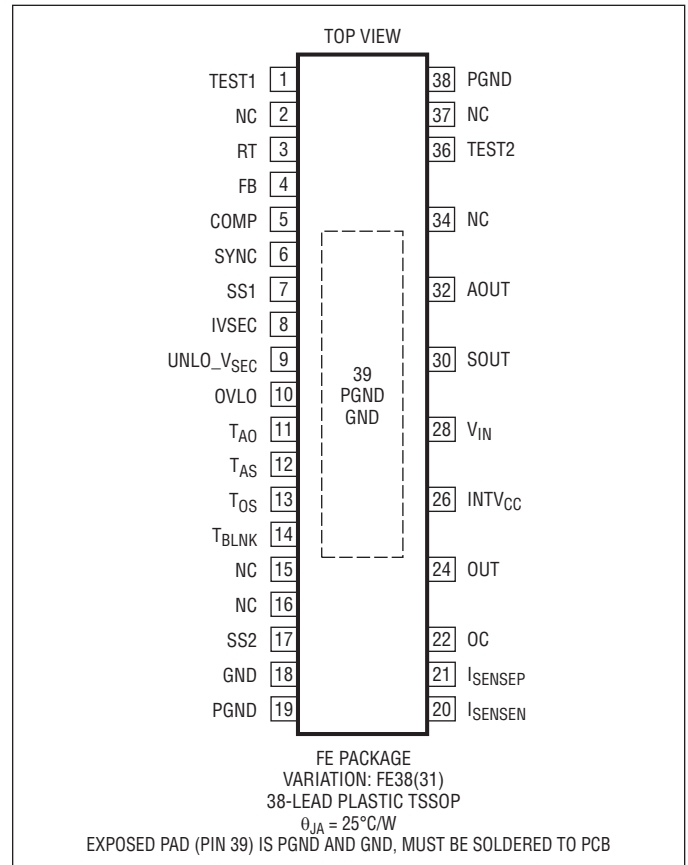 TOP VIEW
TEST1 1
NC 2
RT 3
FB 4
COMP 5
SYNC 6
SS1 7
IVSEC 8
UNLO_VSEC 9
OVLO 10
TAO 11
TAS 12
TOS 13
TBLNK 14
NC 15
NC 16
SS2 17
GND 18
PGND 19
39
PGND
GND
38 PGND
37 NC
36 TEST2
34 NC
32 AOUT
30 SOUT
28 VIN
26 INTVCC
24 OUT
22 OC
21 ISENSEP
20 ISENSEN
FE PACKAGE
VARIATION: FE38(31)
38-LEAD PLASTIC TSSOP
θJA = 25°C/W
EXPOSED PAD (PIN 39) IS PGND AND GND, MUST BE SOLDERED TO PCB